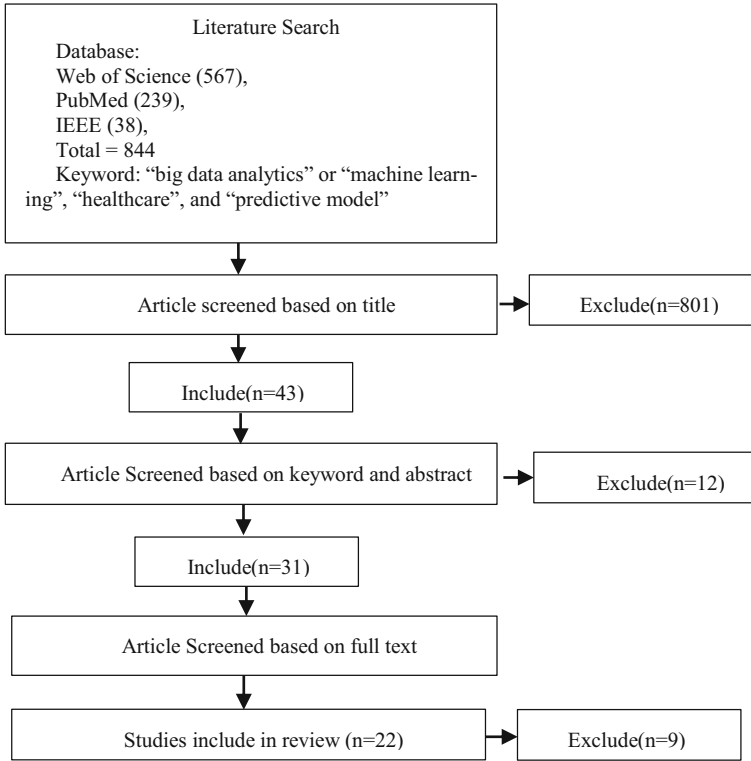 Literature Search
Database:
Web of Science (567),
PubMed (239),
IEEE (38),
Total = 844
Keyword: “big data analytics” or “machine learn-
ing”, “healthcare”, and “predictive model”
Article screened based on title
Exclude(n=801)
Include(n=43)
Article Screened based on keyword and abstract
Exclude(n=12)
Include(n=31)
Article Screened based on full text
Studies include in review (n=22)
Exclude(n=9)